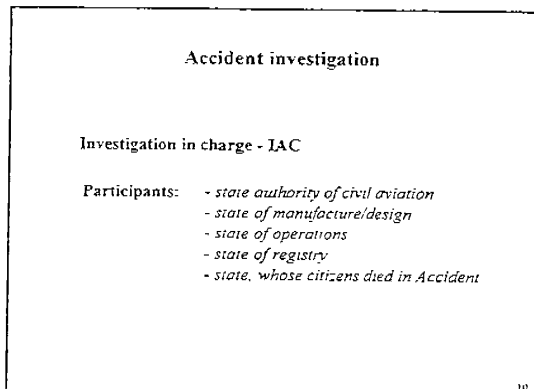 Accident investigation
Investigation in charge - IAC
Participants: - state authority of civil aviation
- state of manufacture/design
- state of operations
- state of registry
- state, whose citizens died in Accident